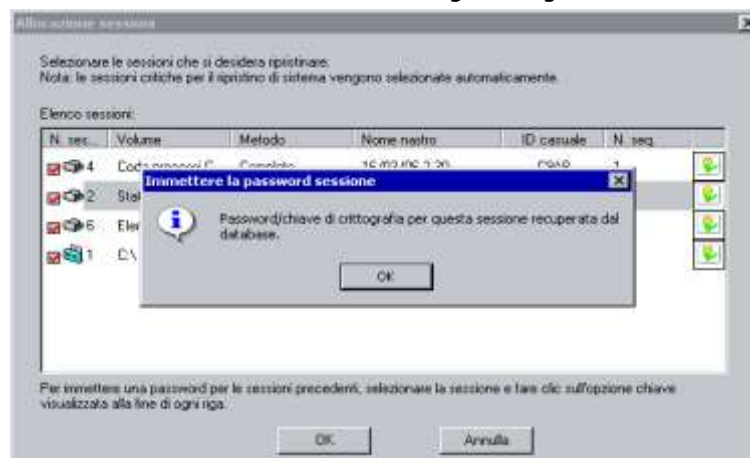 Allocazione sessioni
Selezionare le sessioni che si desidera ripristinare.
Nota: le sessioni critiche per il ripristino di sistema vengono selezionate automaticamente.
Elenco sessioni:
N. ses... Volume Metodo Nome nastro ID casuale N. seq.
4
2
6
1 C:\
Immettere la password sessione
Password/chiave di crittografia per questa sessione recuperata dal
database.
OK
Per immettere una password per le sessioni precedenti, selezionare la sessione e fare clic sull'opzione chiave
visualizzata alla fine di ogni riga.
OK Annulla